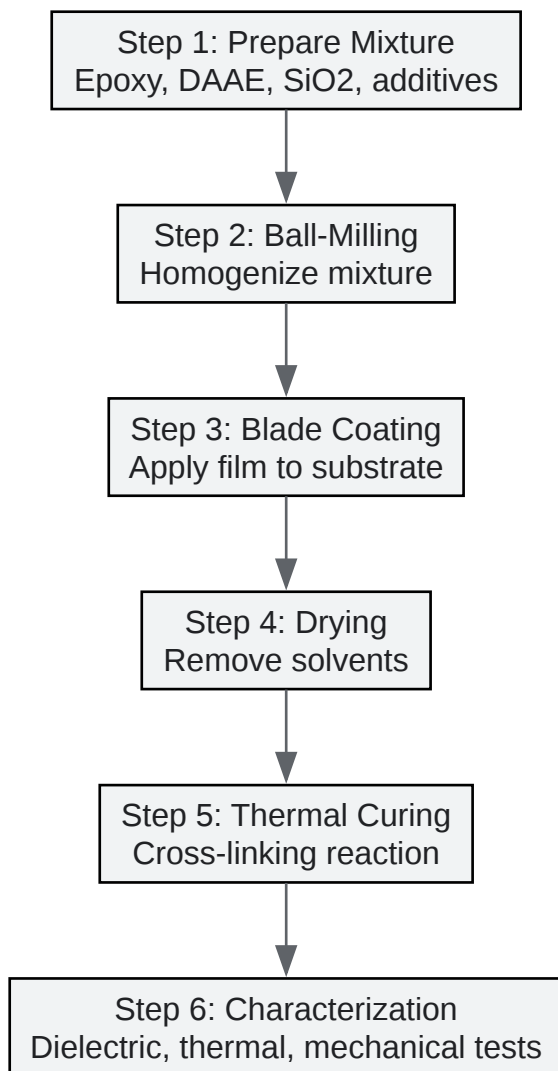 Step 1: Prepare Mixture
Epoxy, DAAE, SiO2, additives
Step 2: Ball-Milling
Homogenize mixture
Step 3: Blade Coating
Apply film to substrate
Step 4: Drying
Remove solvents
Step 5: Thermal Curing
Cross-linking reaction
Step 6: Characterization
Dielectric, thermal, mechanical tests